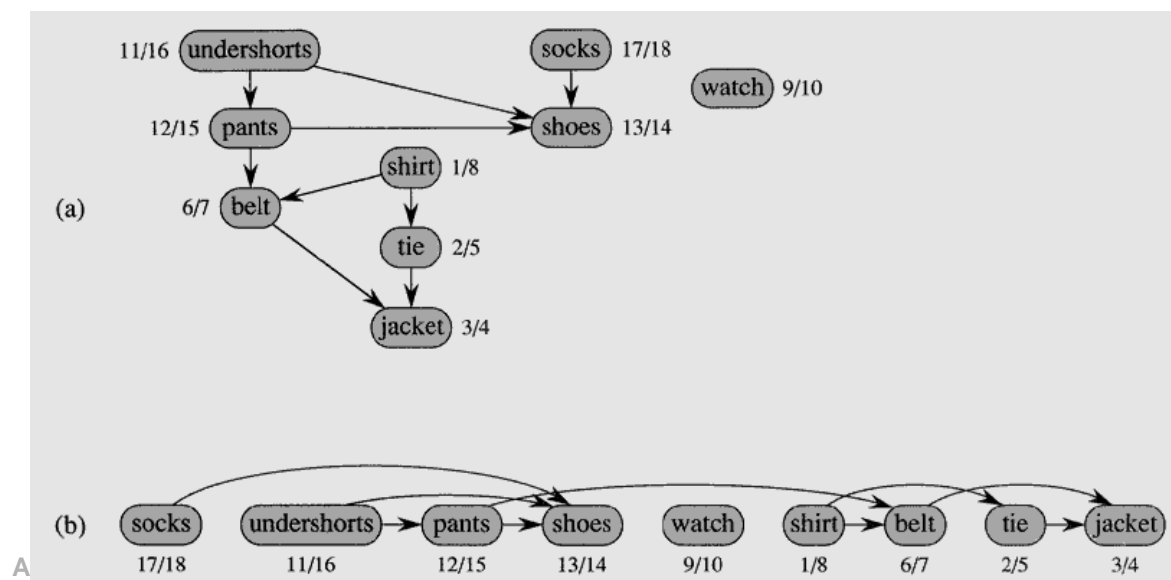 11/16 undershorts socks 17/18
watch 9/10
12/15 pants shoes 13/14
shirt 1/8
(a) 6/7 belt
tie 2/5
jacket 3/4
(b) socks undershorts pants shoes watch shirt belt tie jacket
A 17/18 11/16 12/15 13/14 9/10 1/8 6/7 2/5 3/4